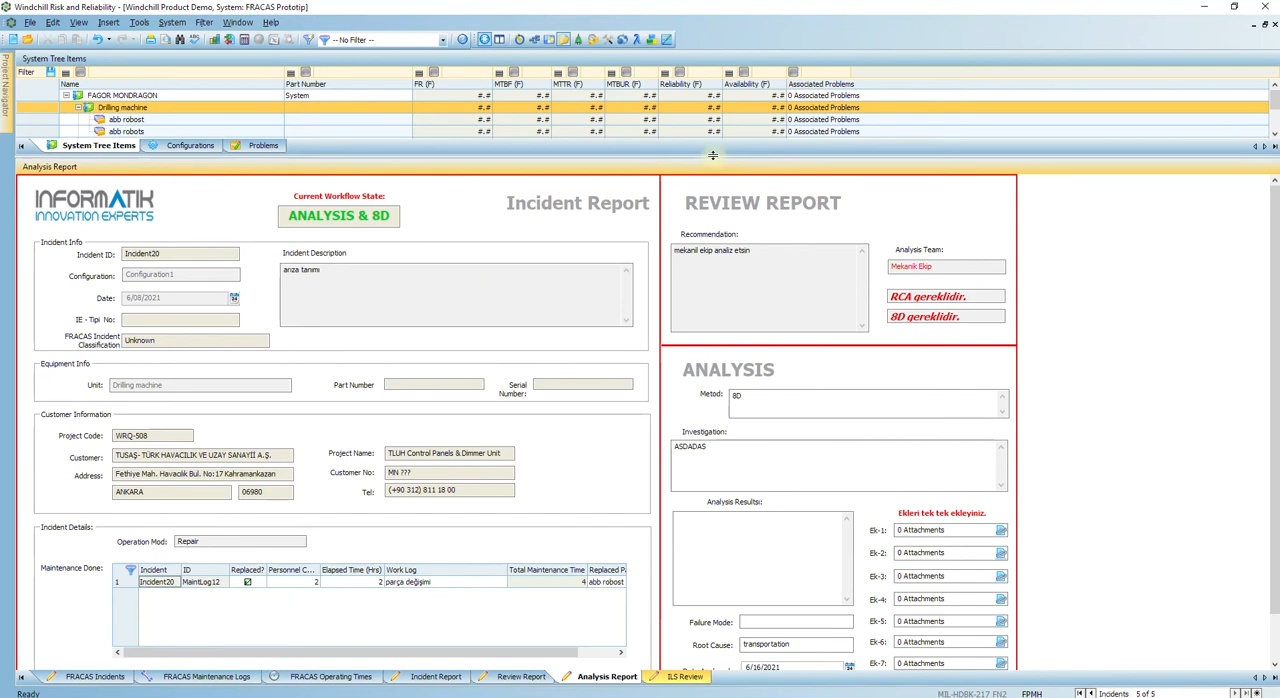 Windchill Risk and Reliability - [Windchill Product Demo, System: FRACAS Prototip]
File Edit View Insert Tools System Filter Window Help
-- No Filter --
Project Navigator
System Tree Items
Filter
Name Part Number FR (F) MTBF (F) MTTR (F) MTBUR (F) Reliability (F) Availability (F) Associated Problems
FAGOR MONDRAGON System #.# #.# #.# #.# #.# #.# 0 Associated Problems
Drilling machine #.# #.# #.# #.# #.# #.# 0 Associated Problems
abb robost #.# #.# #.# #.# #.# #.# 0 Associated Problems
abb robots #.# #.# #.# #.# #.# #.# 0 Associated Problems
System Tree Items Configurations Problems
Analysis Report
INFORMATIK
INNOVATION EXPERTS
Current Workflow State:
ANALYSIS & 8D
Incident Report
Incident Info
Incident ID: Incident20
Configuration: Configuration1
Date: 6/08/2021
IE - Tipi No:
FRACAS Incident
Classification Unknown
Incident Description
arıza tanımı
Equipment Info
Unit: Drilling machine
Part Number
Serial
Number:
Customer Information
Project Code: WRQ-508
Customer: TUSAŞ- TÜRK HAVACILIK VE UZAY SANAYİİ A.Ş.
Address: Fethiye Mah. Havacılık Bul. No:17 Kahramankazan
ANKARA 06980
Project Name: TLUH Control Panels & Dimmer Unit
Customer No: MN ???
Tel: (+90 312) 811 18 00
Incident Details:
Operation Mod: Repair
Maintenance Done:
Incident ID Replaced? Personnel C... Elapsed Time (Hrs) Work Log Total Maintenance Time Replaced Pa
1 Incident20 MaintLog12 2 2 parça değişimi 4 abb robost
REVIEW REPORT
Recommendation:
mekanil ekip analiz etsin
Analysis Team:
Mekanik Ekip
RCA gereklidir.
8D gereklidir.
ANALYSIS
Metod: 8D
Investigation:
ASDADAS
Analysis Results:
Ekleri tek tek ekleyiniz.
Ek-1: 0 Attachments
Ek-2: 0 Attachments
Ek-3: 0 Attachments
Ek-4: 0 Attachments
Ek-5: 0 Attachments
Ek-6: 0 Attachments
Ek-7: 0 Attachments
Failure Mode:
Root Cause: transportation
6/16/2021
FRACAS Incidents FRACAS Maintenance Logs FRACAS Operating Times Incident Report Review Report Analysis Report ILS Review
Ready MIL-HDBK-217 FN2 FPMH Incidents 5 of 5